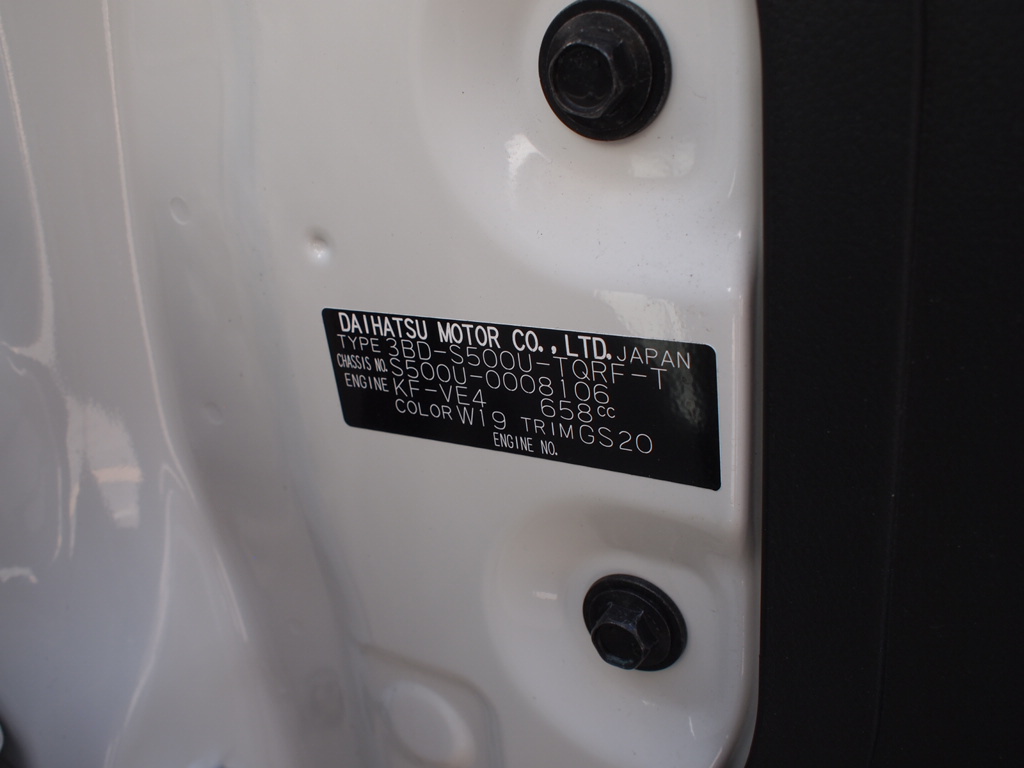 DAIHATSU MOTOR CO.,LTD. JAPAN
TYPE 3BD-S500U-TQRF-T
CHASSIS NO. S500U-0008106
ENGINE KF-VE4 658cc
COLOR W19 TRIM GS20
ENGINE NO.